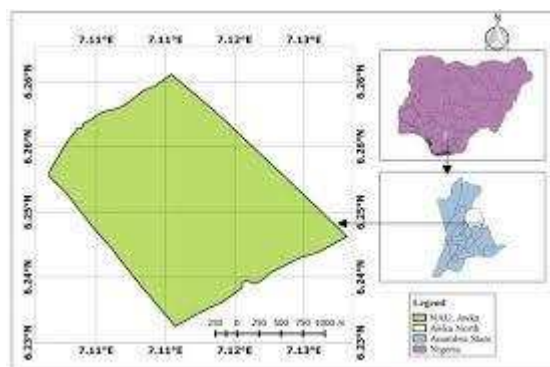 N
7.11°E 7.11°E 7.12°E 7.13°E
6.26°N
6.26°N
6.25°N
6.24°N
6.23°N
6.26°N
6.26°N
6.25°N
6.24°N
6.23°N
250 0 250 500 750 1000 m
7.11°E 7.11°E 7.12°E 7.13°E
Legend
NAU, Awka
Awka North
Anambra State
Nigeria